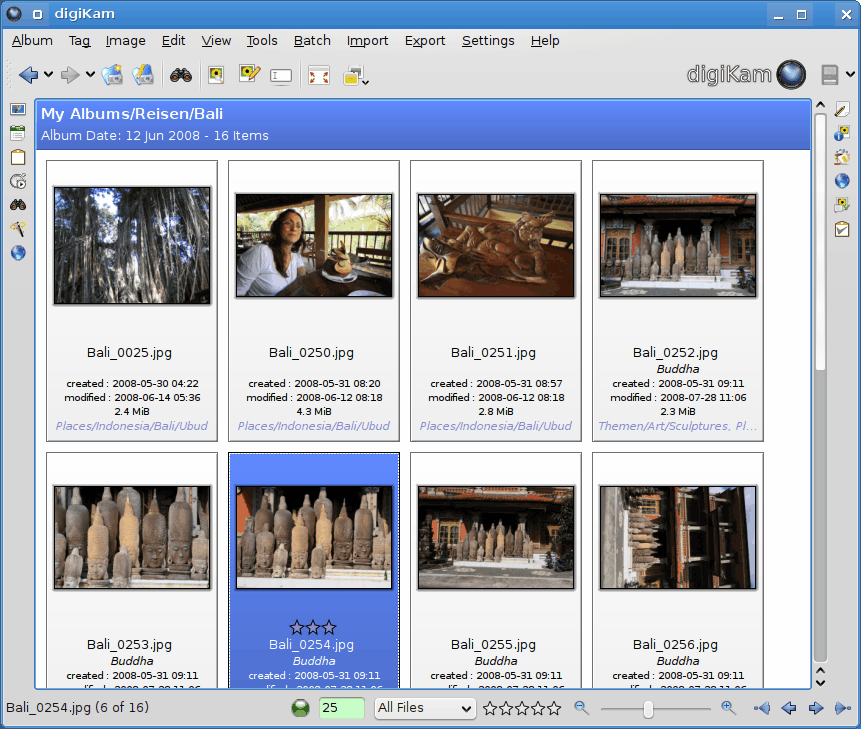 digiKam
Album Tag Image Edit View Tools Batch Import Export Settings Help
digiKam
My Albums/Reisen/Bali
Album Date: 12 Jun 2008 - 16 Items
Bali_0025.jpg
created : 2008-05-30 04:22
modified : 2008-06-14 05:36
2.4 MiB
Places/Indonesia/Bali/Ubud
Bali_0250.jpg
created : 2008-05-31 08:20
modified : 2008-06-12 08:18
4.3 MiB
Places/Indonesia/Bali/Ubud
Bali_0251.jpg
created : 2008-05-31 08:57
modified : 2008-06-12 08:18
2.8 MiB
Places/Indonesia/Bali/Ubud
Bali_0252.jpg
Buddha
created : 2008-05-31 09:11
modified : 2008-07-28 11:06
2.3 MiB
Themen/Art/Sculptures, Pl...
Bali_0253.jpg
Buddha
created : 2008-05-31 09:11
Bali_0254.jpg
Buddha
created : 2008-05-31 09:11
Bali_0255.jpg
Buddha
created : 2008-05-31 09:11
Bali_0256.jpg
Buddha
created : 2008-05-31 09:11
Bali_0254.jpg (6 of 16)
25
All Files